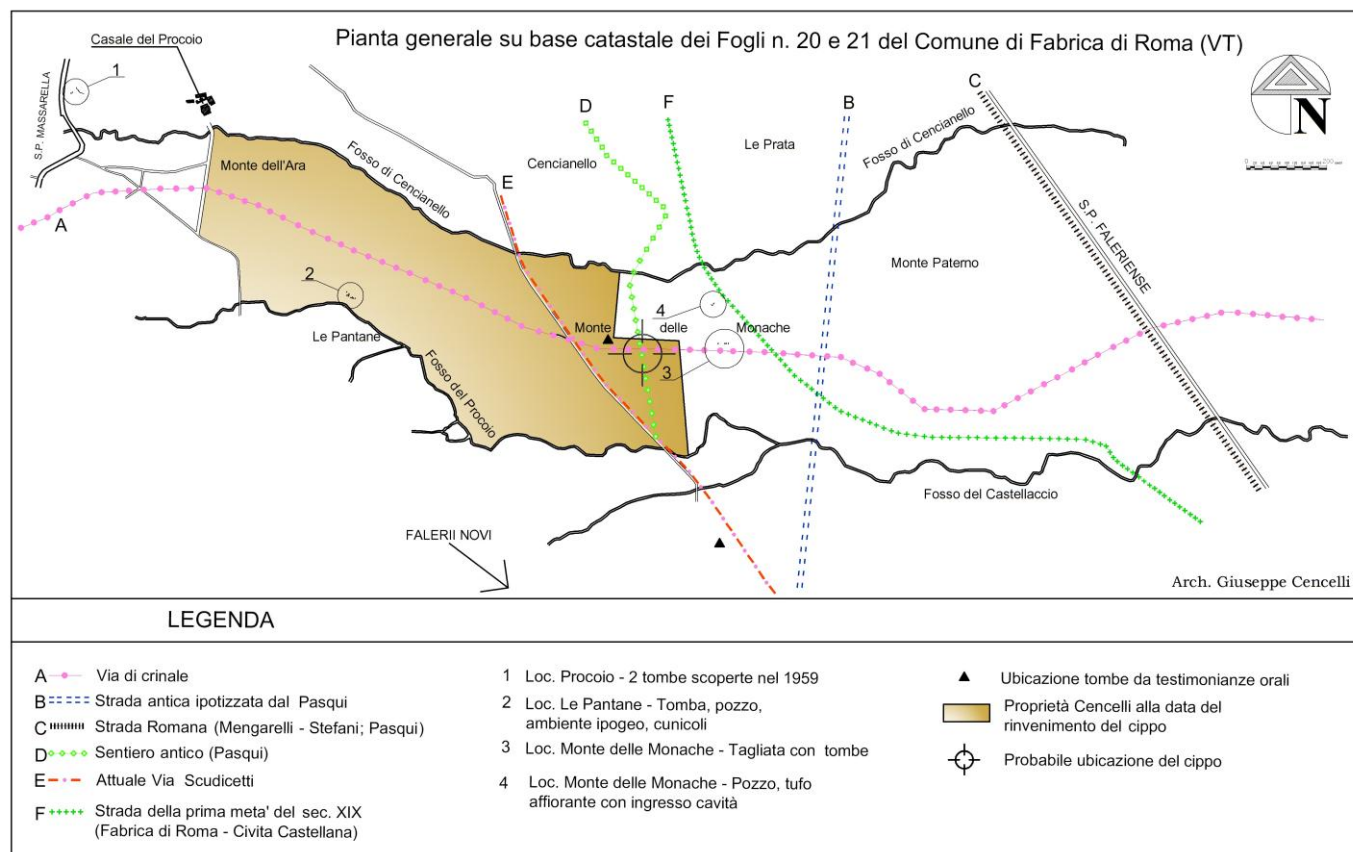 Casale del Procoio
Pianta generale su base catastale dei Fogli n. 20 e 21 del Comune di Fabrica di Roma (VT)
S.P. MASSARELLA
1
C
D
F
B
N
Le Prata
Cencianello
Fosso di Cencianello
Monte dell'Ara
Fosso di Cencianello
E
A
S.P. FALERIENSE
Monte Paterno
2
4
Le Pantane
Monte delle Monache
3
Fosso del Procoio
Fosso del Castellaccio
FALERII NOVI
Arch. Giuseppe Cencelli
LEGENDA
A Via di crinale
B Strada antica ipotizzata dal Pasqui
C Strada Romana (Mengarelli - Stefani; Pasqui)
D Sentiero antico (Pasqui)
E Attuale Via Scudicetti
F Strada della prima meta' del sec. XIX
(Fabrica di Roma - Civita Castellana)
1 Loc. Procoio - 2 tombe scoperte nel 1959
2 Loc. Le Pantane - Tomba, pozzo,
ambiente ipogeo, cunicoli
3 Loc. Monte delle Monache - Tagliata con tombe
4 Loc. Monte delle Monache - Pozzo, tufo
affiorante con ingresso cavità
Ubicazione tombe da testimonianze orali
Proprietà Cencelli alla data del
rinvenimento del cippo
Probabile ubicazione del cippo